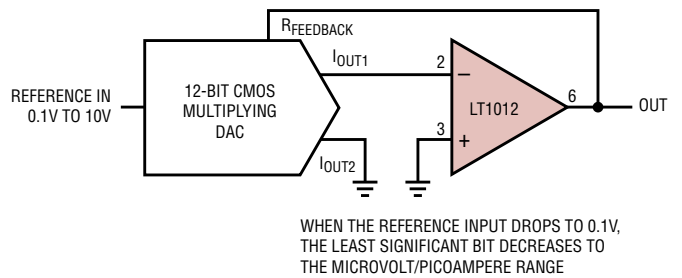 RFEEDBACK
IOUT1
REFERENCE IN
0.1V TO 10V
12-BIT CMOS
MULTIPLYING
DAC
2
−
LT1012
6
OUT
3
+
IOUT2
WHEN THE REFERENCE INPUT DROPS TO 0.1V,
THE LEAST SIGNIFICANT BIT DECREASES TO
THE MICROVOLT/PICOAMPERE RANGE